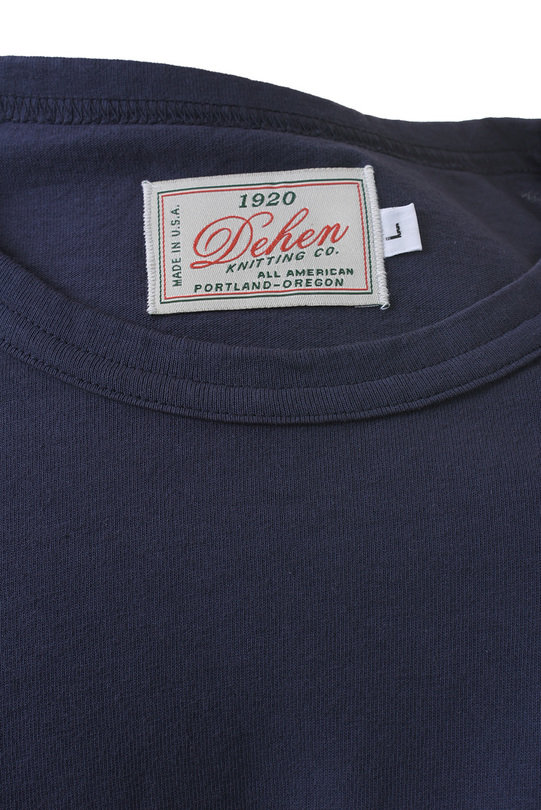 1920
Dehen
KNITTING CO.
ALL AMERICAN
PORTLAND-OREGON
MADE IN U.S.A.
L